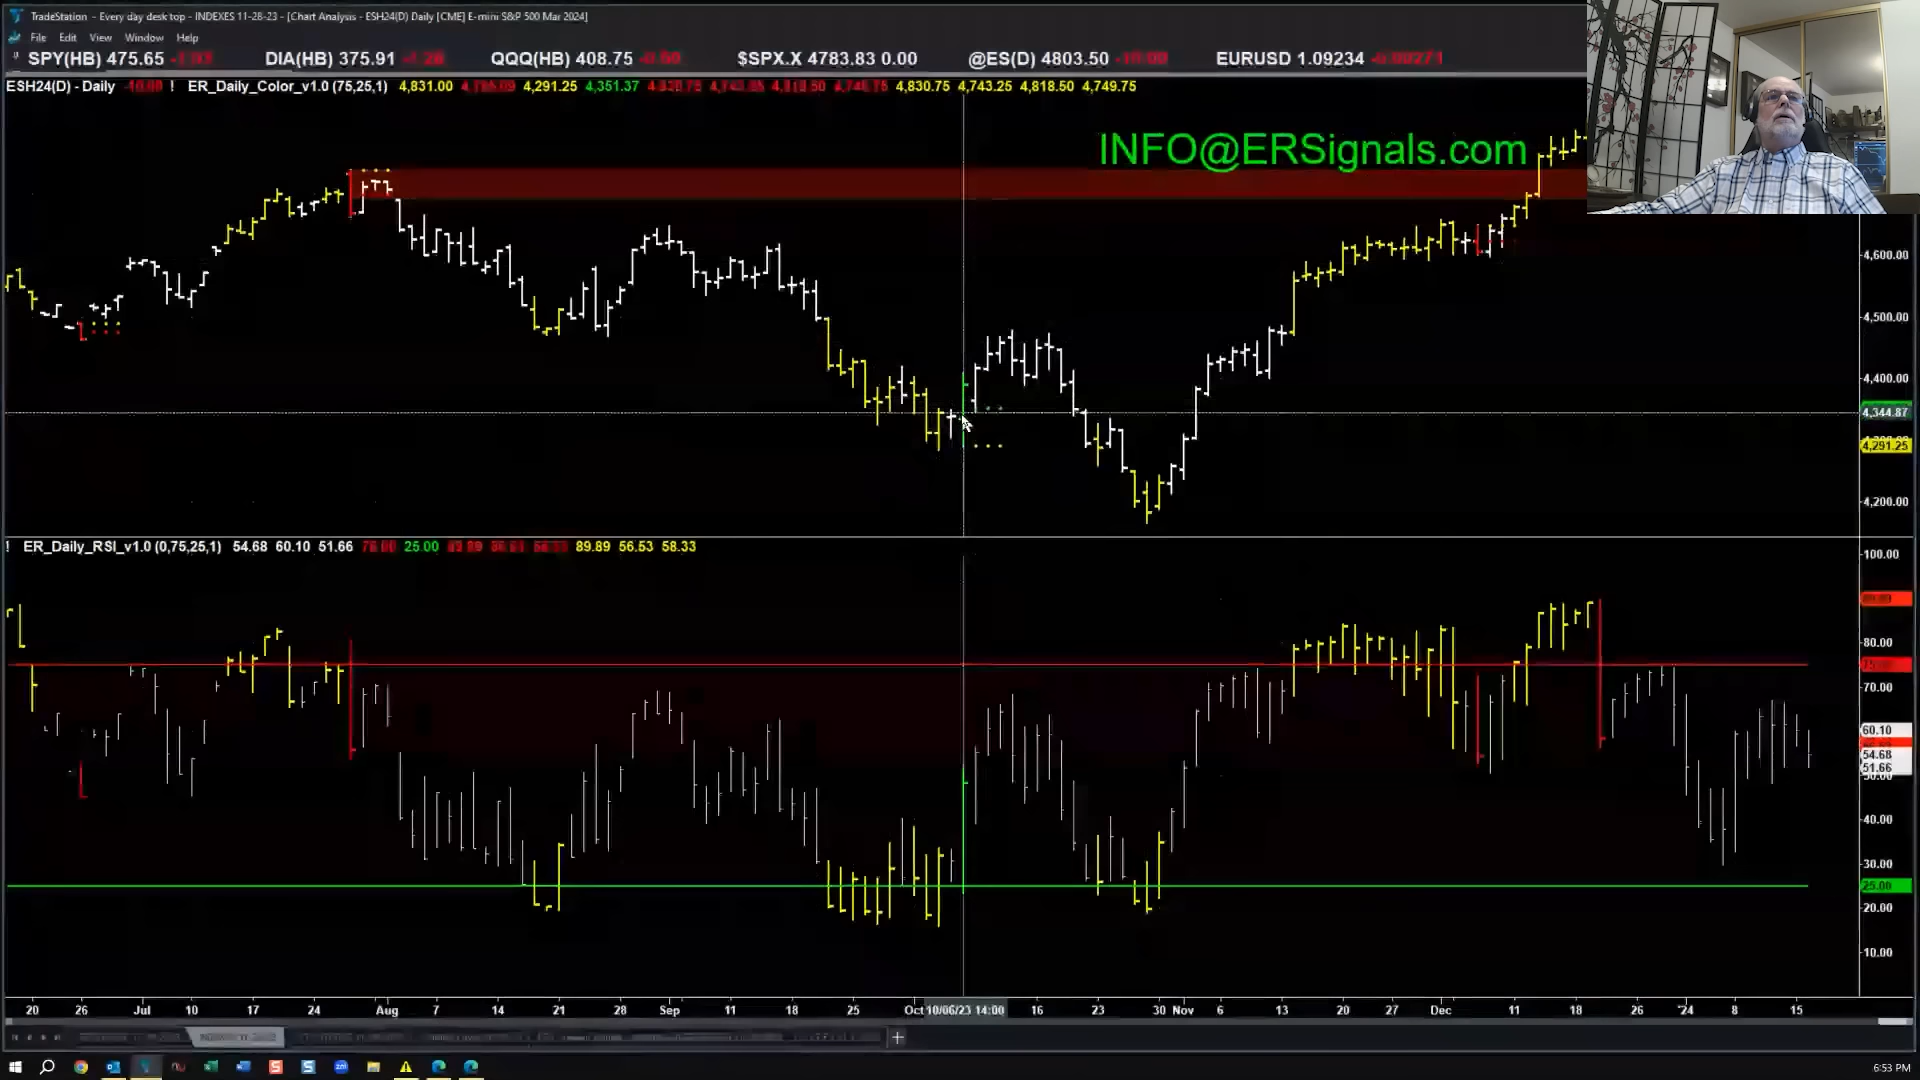 TradeStation - Every day desk top - INDEXES 11-28-23 - [Chart Analysis - ESH24(D) Daily [CME] E-mini S&P 500 Mar 2024]
File Edit View Window Help
SPY(HB) 475.65 DIA(HB) 375.91 QQQ(HB) 408.75 $SPX.X 4783.83 0.00 @ES(D) 4803.50 EURUSD 1.09234
ESH24(D) - Daily ! ER_Daily_Color_v1.0 (75,25,1) 4,831.00 4,291.25 4,351.37 4,830.75 4,743.25 4,818.50 4,749.75
INFO@ERSignals.com
4,600.00
4,500.00
4,400.00
4,344.87
4,291.25
4,200.00
! ER_Daily_RSI_v1.0 (0,75,25,1) 54.68 60.10 51.66 25.00 89.89 56.53 58.33
100.00
80.00
70.00
60.10
54.68
51.66
50.00
40.00
30.00
25.00
20.00
10.00
20 26 Jul 10 17 24 Aug 7 14 21 28 Sep 11 18 25 Oct 10/06/23 14:00 16 23 30 Nov 6 13 20 27 Dec 11 18 26 '24 8 15
6:53 PM